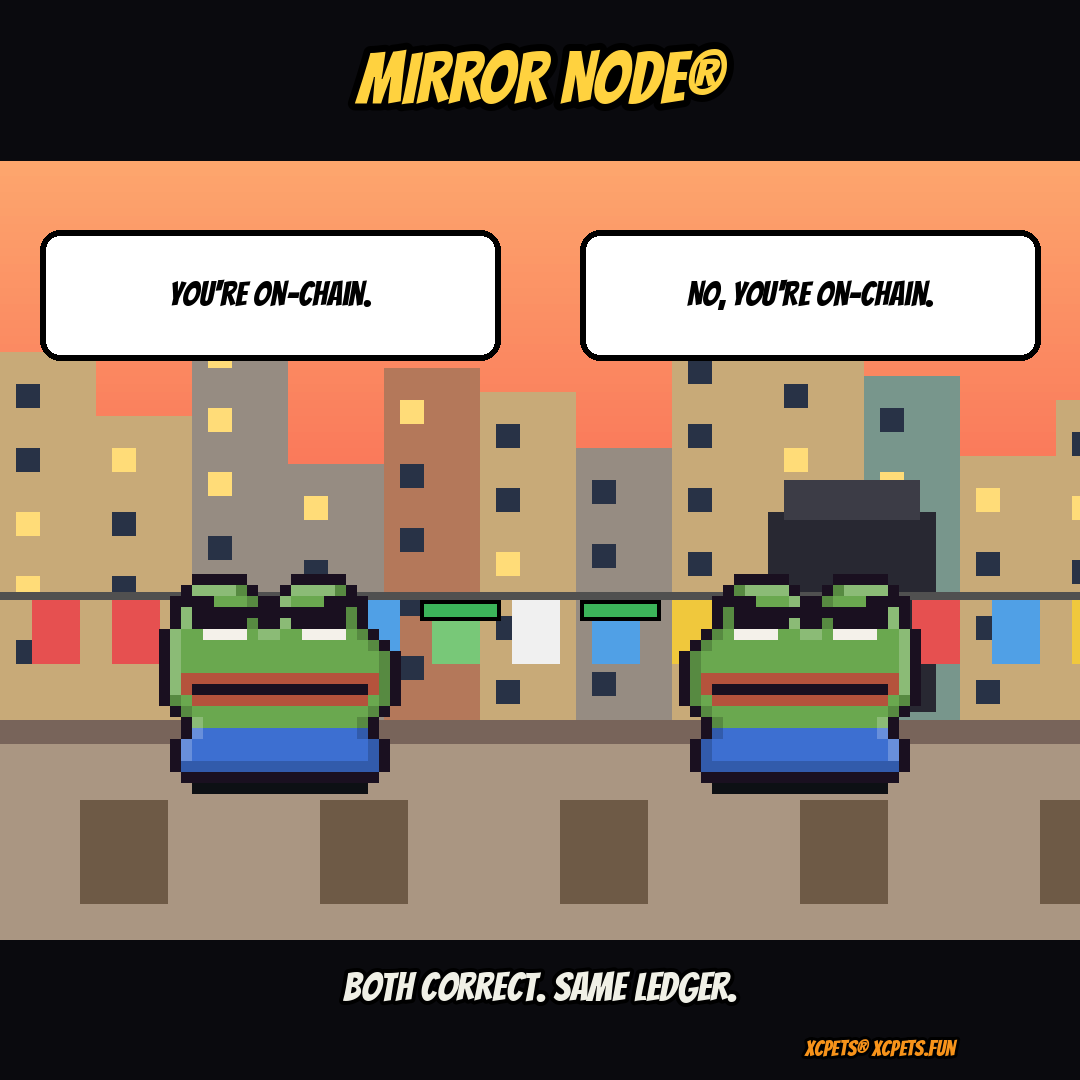 MIRROR NODE®
YOU'RE ON-CHAIN.
NO, YOU'RE ON-CHAIN.
BOTH CORRECT. SAME LEDGER.
XCPETS® XCPETS.FUN